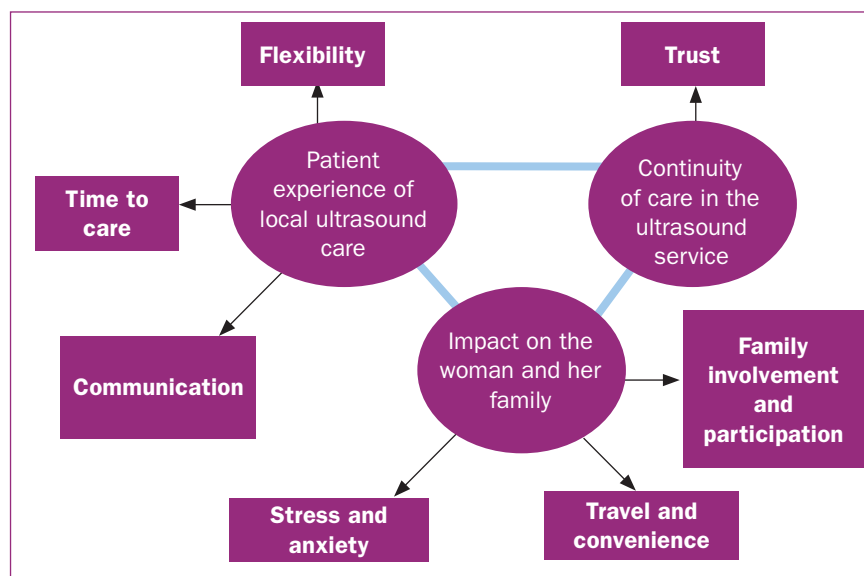 Flexibility
Trust
Patient
experience of
local ultrasound
care
Continuity
of care in the
ultrasound
service
Time to
care
Communication
Impact on the
woman and her
family
Family
involvement
and
participation
Stress and
anxiety
Travel and
convenience